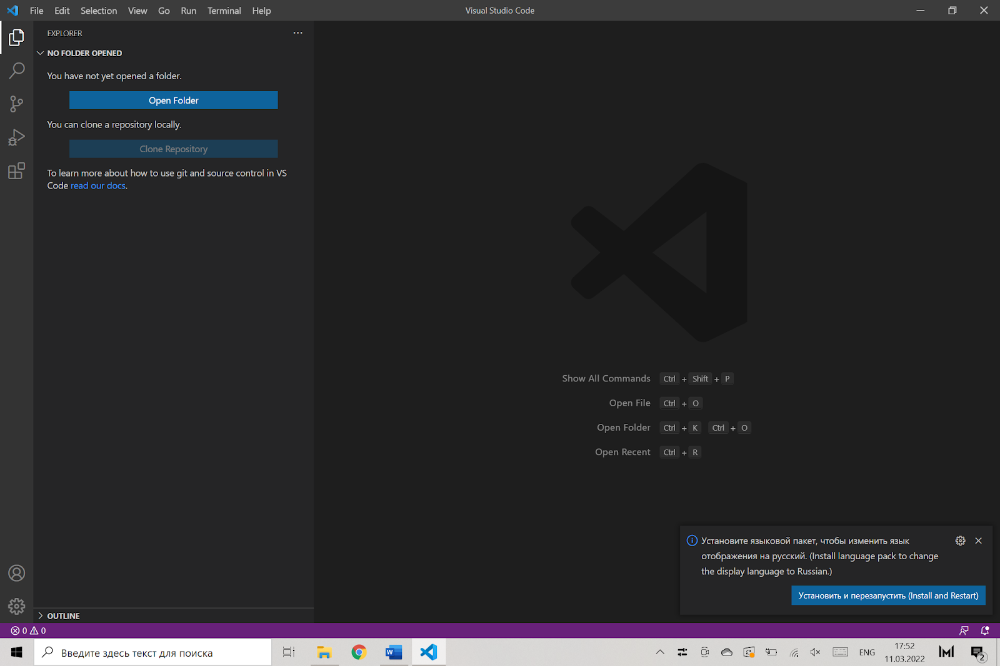 File Edit Selection View Go Run Terminal Help
Visual Studio Code
EXPLORER
NO FOLDER OPENED
You have not yet opened a folder.
Open Folder
You can clone a repository locally.
Clone Repository
To learn more about how to use git and source control in VS
Code read our docs.
Show All Commands Ctrl + Shift + P
Open File Ctrl + O
Open Folder Ctrl + K Ctrl + O
Open Recent Ctrl + R
Установите языковой пакет, чтобы изменить язык
отображения на русский. (Install language pack to change
the display language to Russian.)
Установить и перезапустить (Install and Restart)
OUTLINE
0 0
Введите здесь текст для поиска
W
ENG
17:52
11.03.2022
2